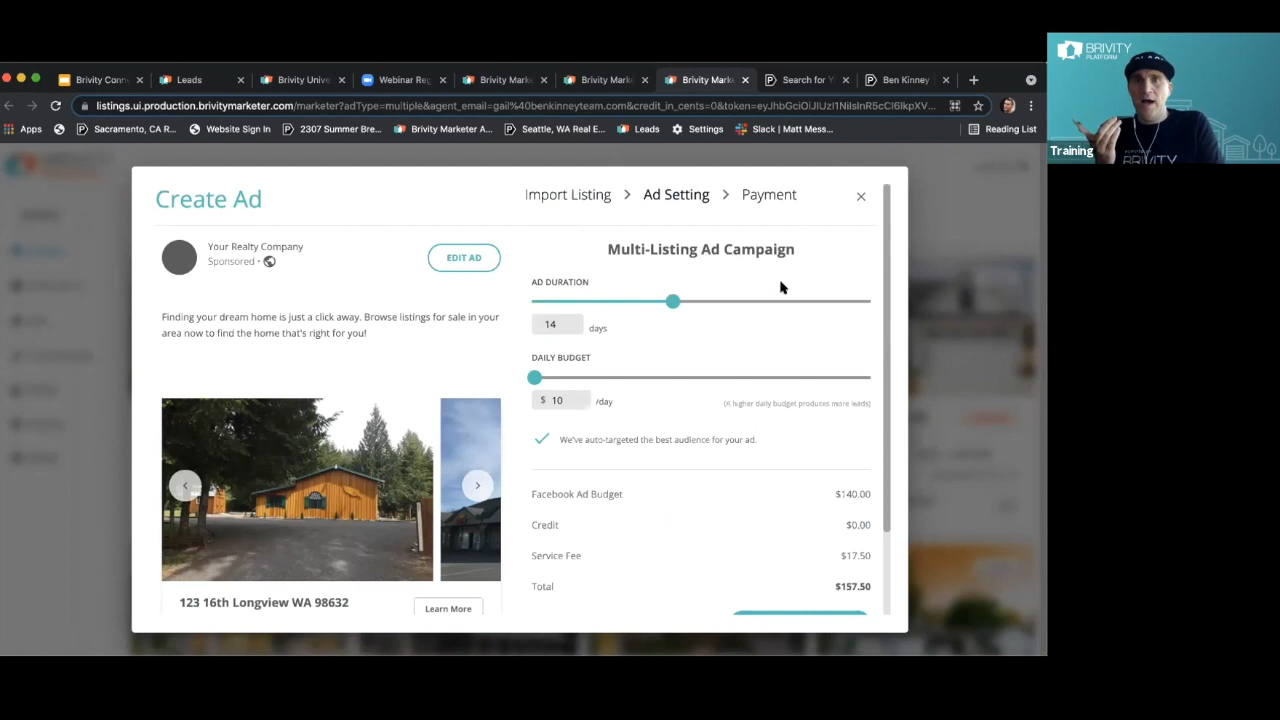 Brivity Conn
Leads
Brivity Unive
Webinar Reg
Brivity Marke
Brivity Marke
Brivity Marke
Search for Y
Ben Kinney
listings.ui.production.brivitymarketer.com/marketer?adType=multiple&agent_email=gail%40benkinneyteam.com&credit_in_cents=0&token=
Apps
Sacramento, CA R...
Website Sign In
2307 Summer Bre...
Brivity Marketer A...
Seattle, WA Real E...
Leads
Settings
Slack | Matt Mess...
Reading List
BRIVITY
PLATFORM
Training
BRIVITY
Create Ad
Import Listing > Ad Setting > Payment
Your Realty Company
Sponsored •
EDIT AD
Finding your dream home is just a click away. Browse listings for sale in your
area now to find the home that's right for you!
123 16th Longview WA 98632
Learn More
Multi-Listing Ad Campaign
AD DURATION
14 days
DAILY BUDGET
$ 10 /day
(A higher daily budget produces more leads)
We've auto-targeted the best audience for your ad.
Facebook Ad Budget $140.00
Credit $0.00
Service Fee $17.50
Total $157.50